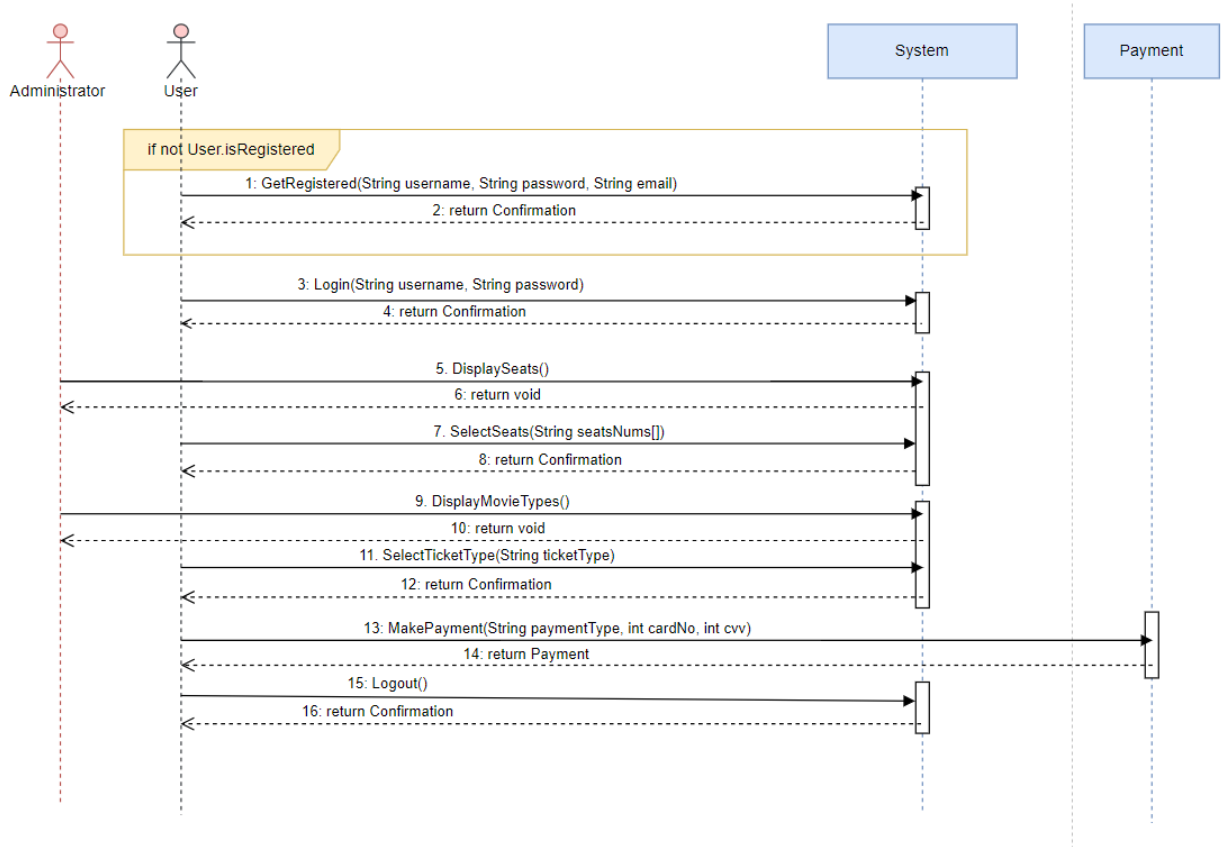 Administrator
User
System
Payment
if not User.isRegistered
1: GetRegistered(String username, String password, String email)
2: return Confirmation
3: Login(String username, String password)
4: return Confirmation
5. DisplaySeats()
6: return void
7. SelectSeats(String seatsNums[])
8: return Confirmation
9. DisplayMovieTypes()
10: return void
11. SelectTicketType(String ticketType)
12: return Confirmation
13: MakePayment(String paymentType, int cardNo, int cvv)
14: return Payment
15: Logout()
16: return Confirmation